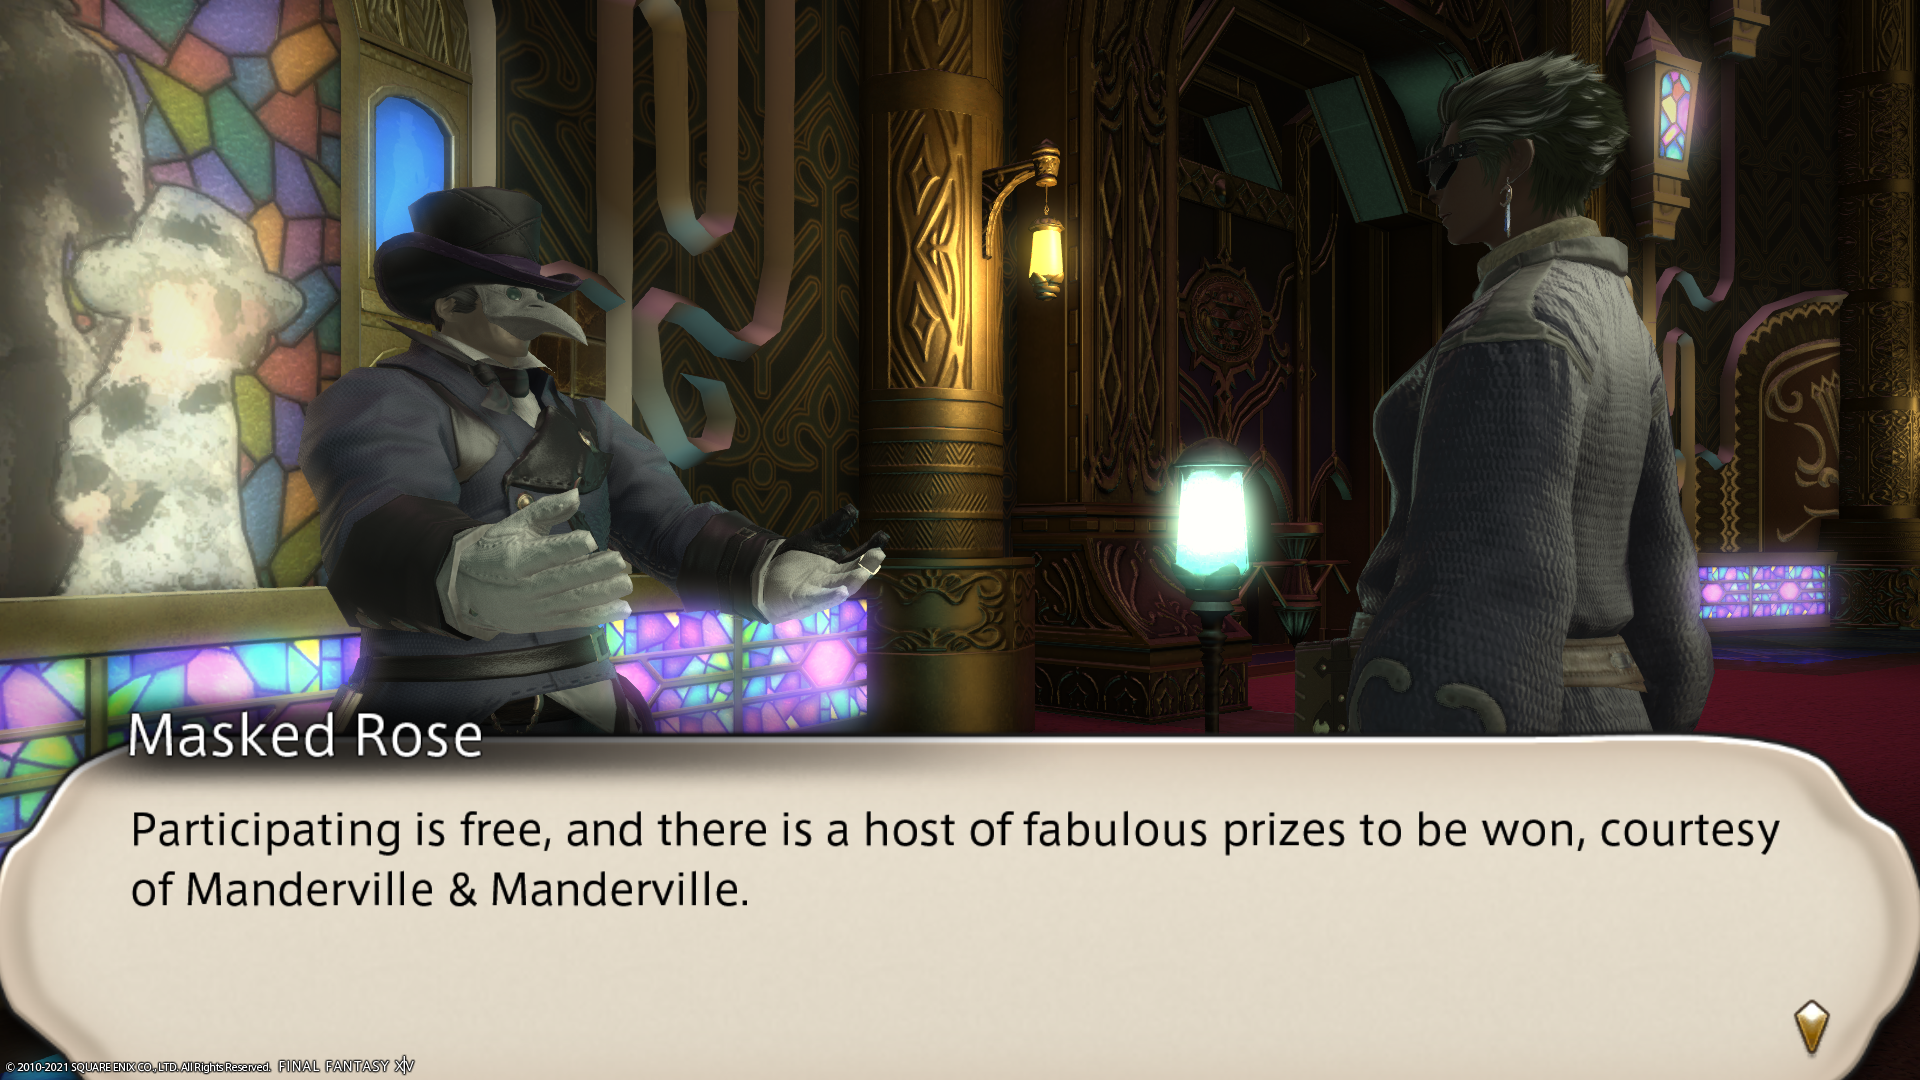 Masked Rose
Participating is free, and there is a host of fabulous prizes to be won, courtesy
of Manderville & Manderville.
© 2010-2021 SQUARE ENIX CO., LTD. All Rights Reserved. FINAL FANTASY XIV